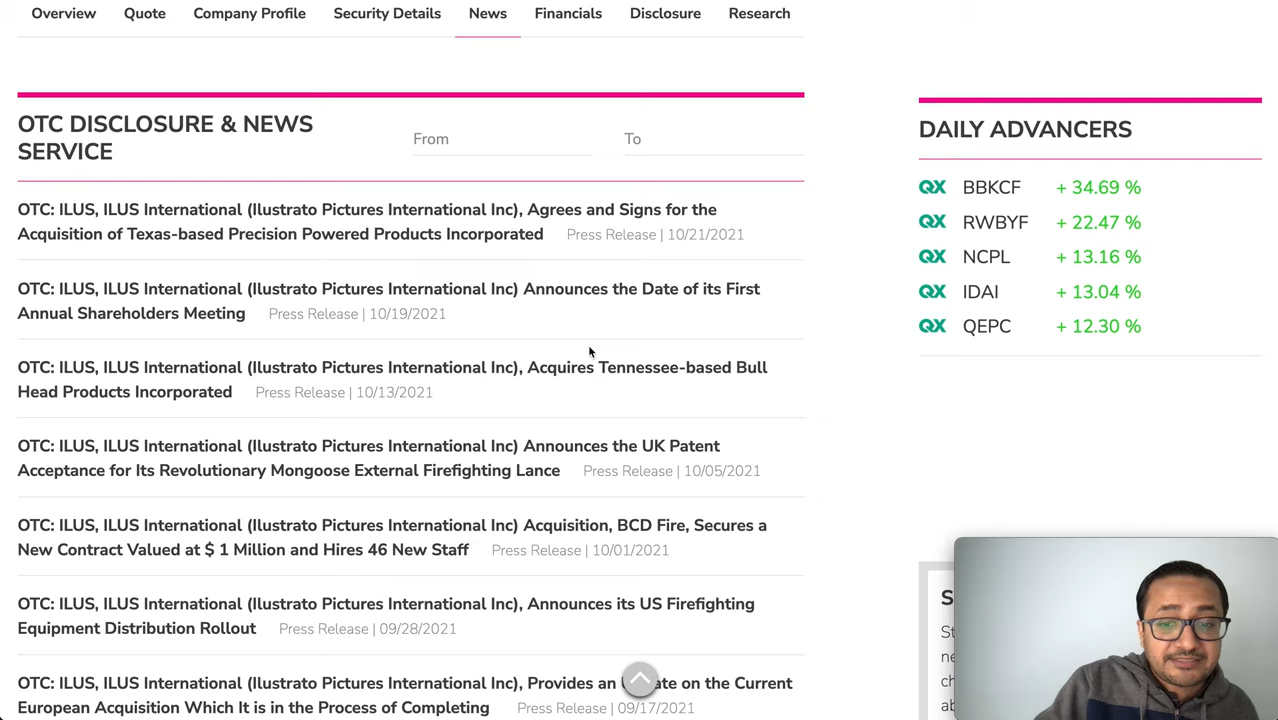 Overview Quote Company Profile Security Details News Financials Disclosure Research
OTC DISCLOSURE & NEWS
SERVICE
From To
OTC: ILUS, ILUS International (Ilustrato Pictures International Inc), Agrees and Signs for the
Acquisition of Texas-based Precision Powered Products Incorporated Press Release | 10/21/2021
OTC: ILUS, ILUS International (Ilustrato Pictures International Inc) Announces the Date of its First
Annual Shareholders Meeting Press Release | 10/19/2021
OTC: ILUS, ILUS International (Ilustrato Pictures International Inc), Acquires Tennessee-based Bull
Head Products Incorporated Press Release | 10/13/2021
OTC: ILUS, ILUS International (Ilustrato Pictures International Inc) Announces the UK Patent
Acceptance for Its Revolutionary Mongoose External Firefighting Lance Press Release | 10/05/2021
OTC: ILUS, ILUS International (Ilustrato Pictures International Inc) Acquisition, BCD Fire, Secures a
New Contract Valued at $ 1 Million and Hires 46 New Staff Press Release | 10/01/2021
OTC: ILUS, ILUS International (Ilustrato Pictures International Inc), Announces its US Firefighting
Equipment Distribution Rollout Press Release | 09/28/2021
OTC: ILUS, ILUS International (Ilustrato Pictures International Inc), Provides an on the Current
European Acquisition Which It is in the Process of Completing Press Release | 09/17/2021
DAILY ADVANCERS
QX BBKCF + 34.69 %
QX RWBYF + 22.47 %
QX NCPL + 13.16 %
QX IDAI + 13.04 %
QX QEPC + 12.30 %